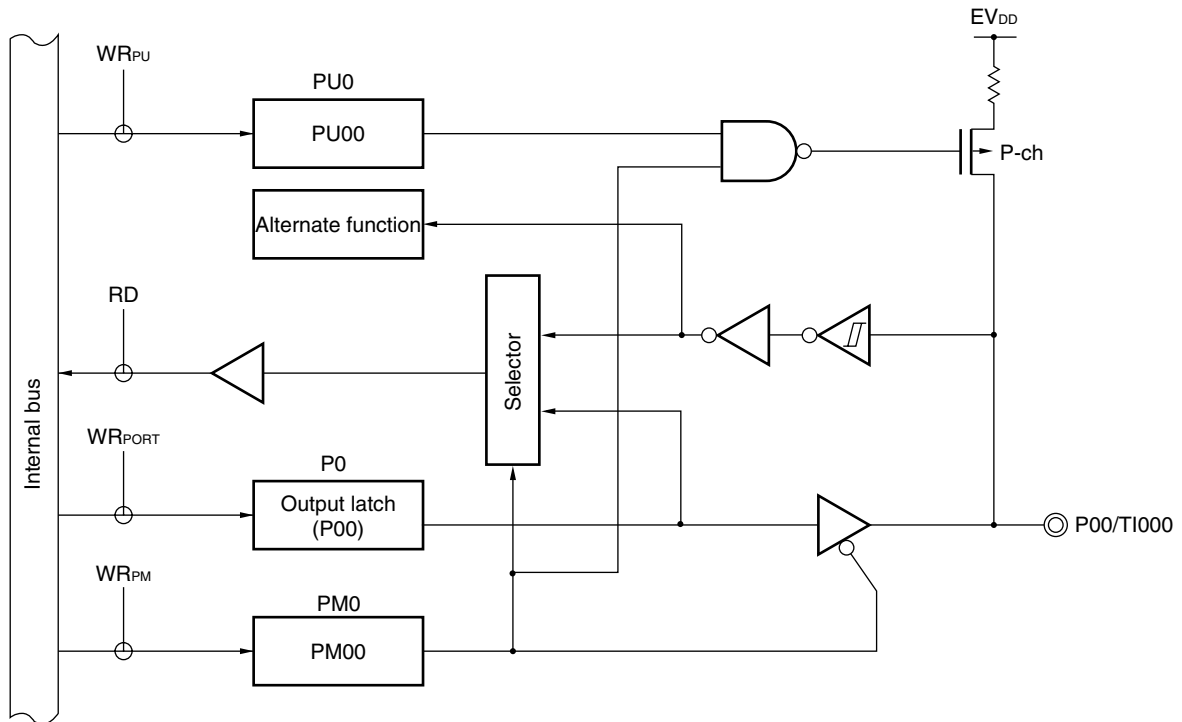 EVDD
WRPU
PU0
PU00
P-ch
Alternate function
RD
Selector
Internal bus
WRPORT
P0
Output latch
(P00)
P00/TI000
WRPM
PM0
PM00